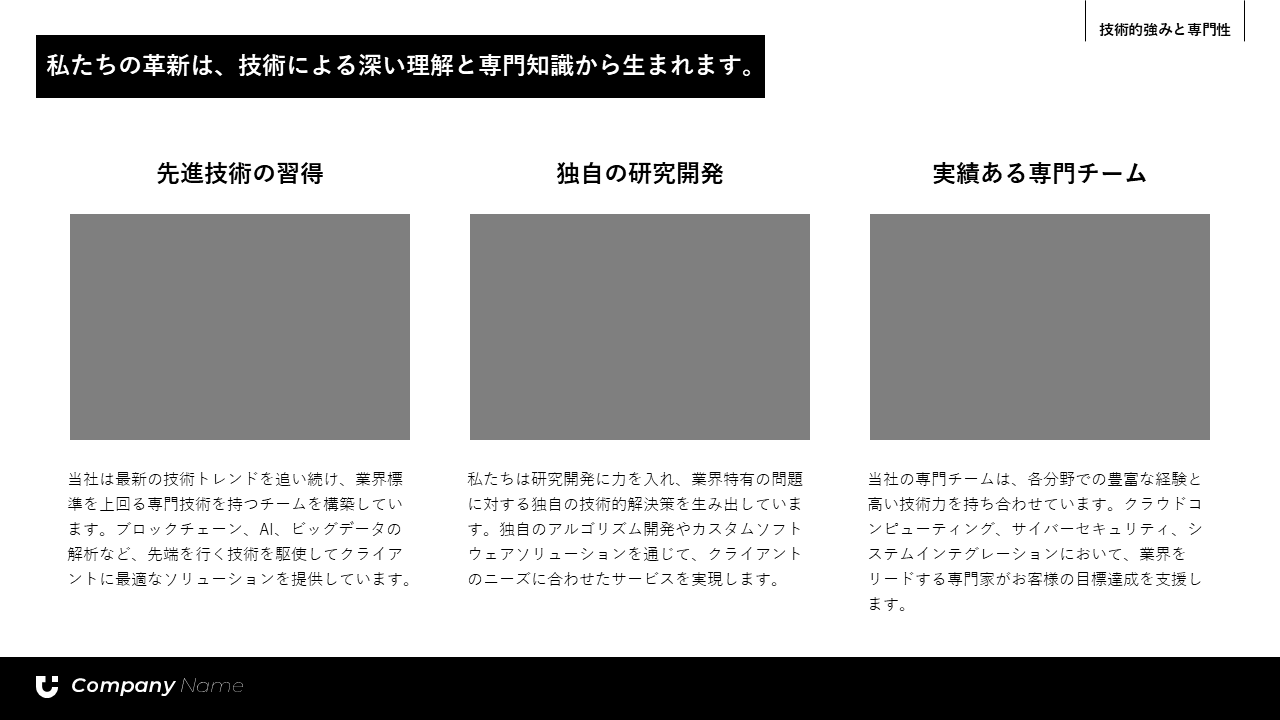 技術的強みと専門性
私たちの革新は、技術による深い理解と専門知識から生まれます。
先進技術の習得
当社は最新の技術トレンドを追い続け、業界標
準を上回る専門技術を持つチームを構築してい
ます。ブロックチェーン、AI、ビッグデータの
解析など、先端を行く技術を駆使してクライア
ントに最適なソリューションを提供しています。
独自の研究開発
私たちは研究開発に力を入れ、業界特有の問題
に対する独自の技術的解決策を生み出していま
す。独自のアルゴリズム開発やカスタムソフト
ウェアソリューションを通じて、クライアント
のニーズに合わせたサービスを実現します。
実績ある専門チーム
当社の専門チームは、各分野での豊富な経験と
高い技術力を持ち合わせています。クラウドコ
ンピューティング、サイバーセキュリティ、シ
ステムインテグレーションにおいて、業界を
リードする専門家がお客様の目標達成を支援し
ます。
Company Name